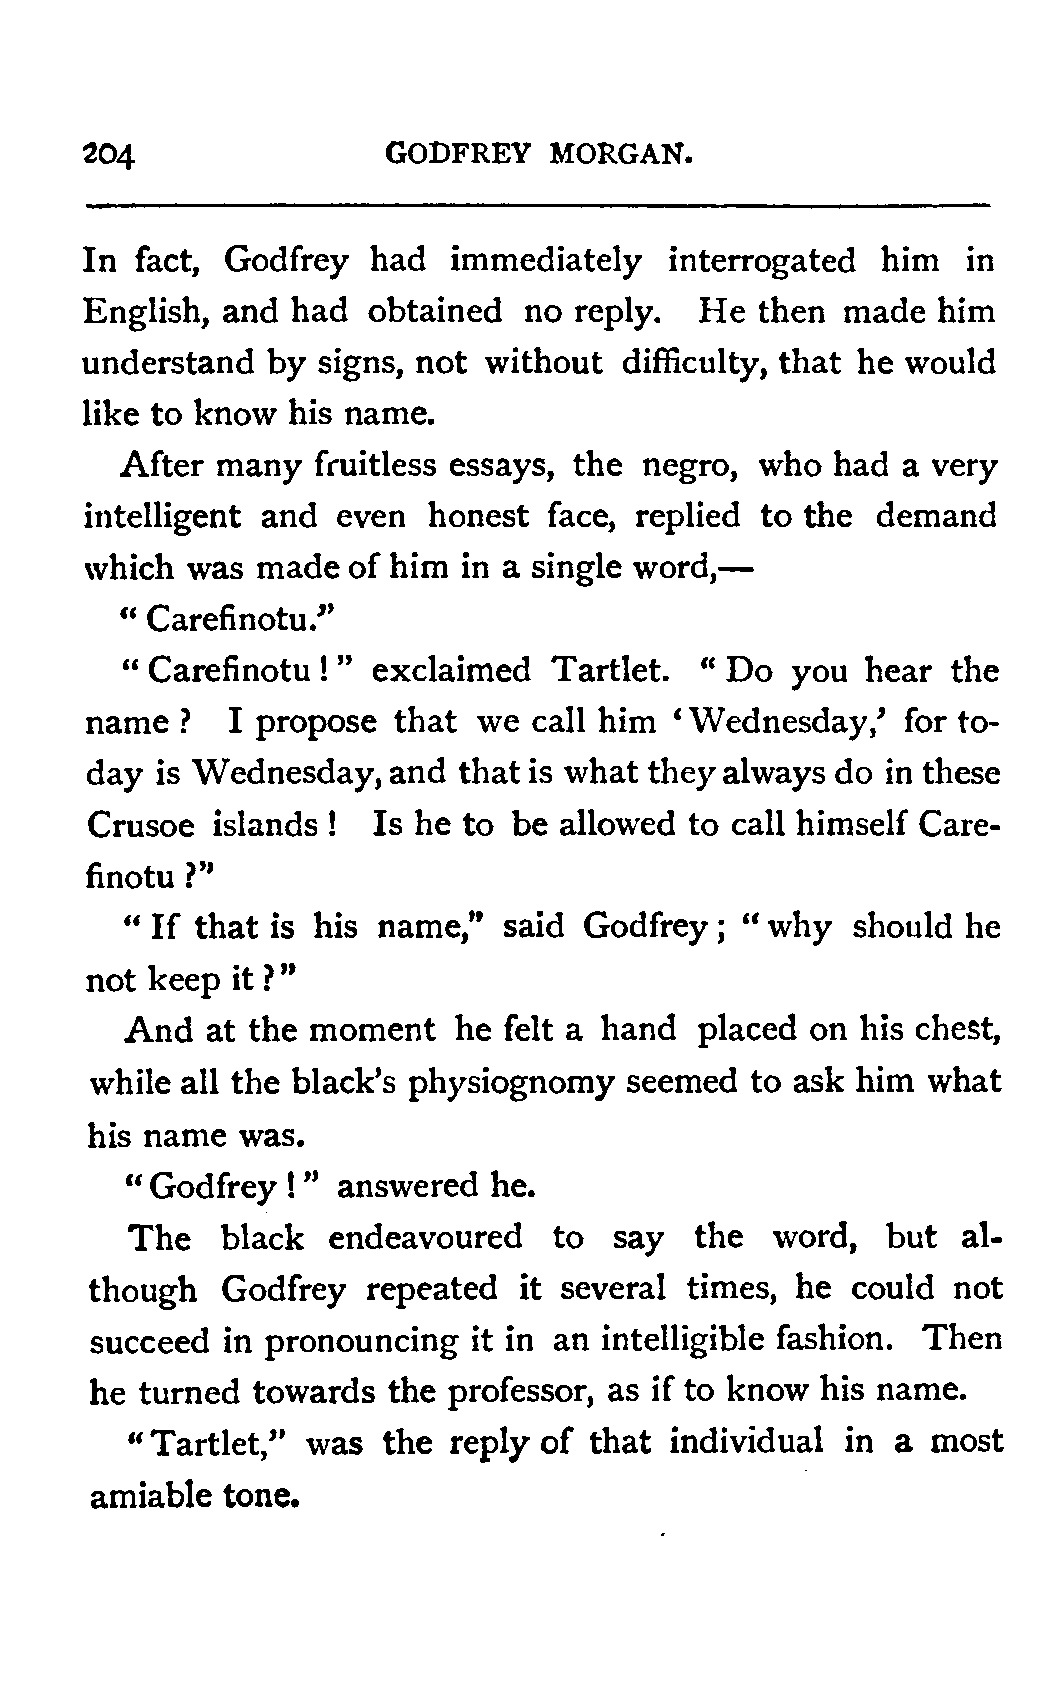 204 GODFREY MORGAN.
In fact, Godfrey had immediately interrogated him in
English, and had obtained no reply. He then made him
understand by signs, not without difficulty, that he would
like to know his name.
After many fruitless essays, the negro, who had a very
intelligent and even honest face, replied to the demand
which was made of him in a single word,—
" Carefinotu."
" Carefinotu ! " exclaimed Tartlet. " Do you hear the
name ? I propose that we call him ‘ Wednesday,’ for to-
day is Wednesday, and that is what they always do in these
Crusoe islands ! Is he to be allowed to call himself Care-
finotu ?"
" If that is his name," said Godfrey ; " why should he
not keep it ? "
And at the moment he felt a hand placed on his chest,
while all the black’s physiognomy seemed to ask him what
his name was.
" Godfrey ! " answered he.
The black endeavoured to say the word, but al-
though Godfrey repeated it several times, he could not
succeed in pronouncing it in an intelligible fashion. Then
he turned towards the professor, as if to know his name.
" Tartlet," was the reply of that individual in a most
amiable tone.